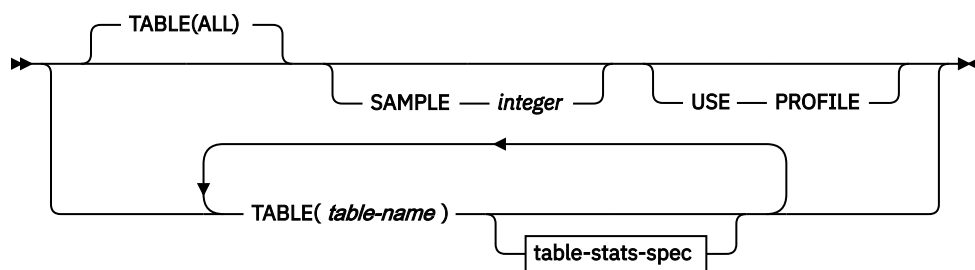 TABLE(ALL)
SAMPLE integer
USE PROFILE
TABLE( table-name )
table-stats-spec